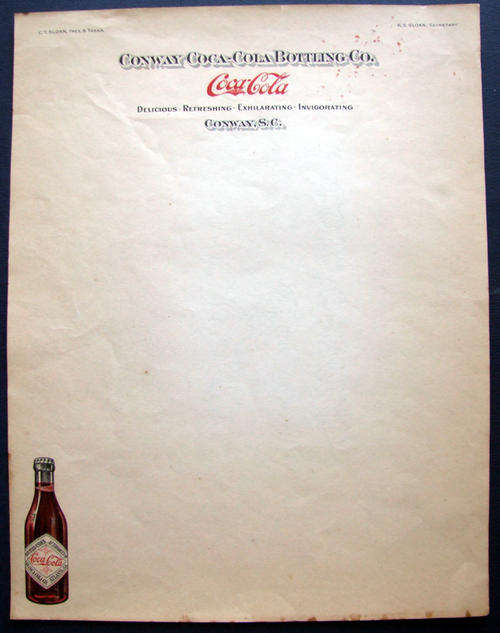 C. T. SLOAN, PRES. & TREAS.
R. S. SLOAN, SECRETARY
CONWAY COCA-COLA BOTTLING CO.
Coca-Cola
DELICIOUS · REFRESHING · EXHILARATING · INVIGORATING
CONWAY, S.C.
Coca-Cola